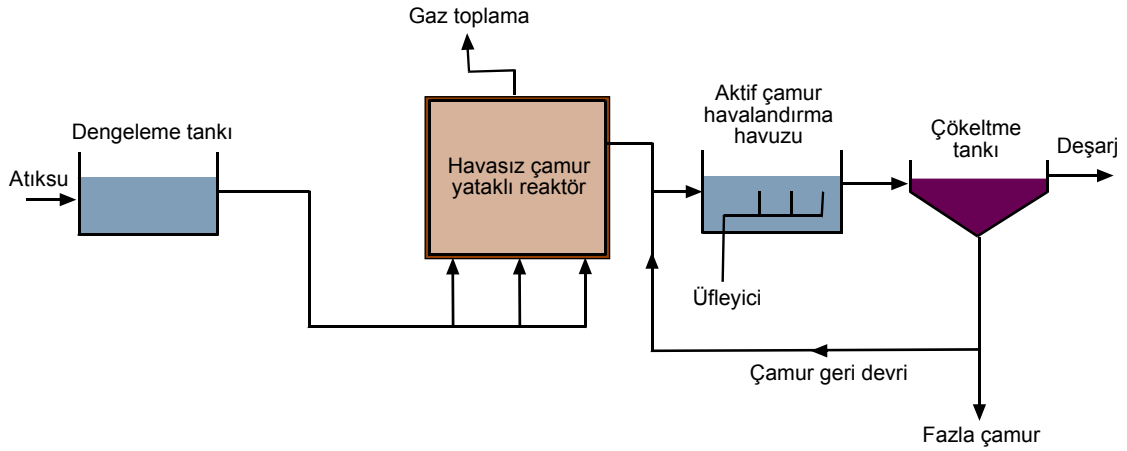 Gaz toplama
Dengeleme tankı
Atıksu
Havasız çamur
yataklı reaktör
Aktif çamur
havalandırma
havuzu
Çökeltme
tankı
Deşarj
Üfleyici
Çamur geri devri
Fazla çamur